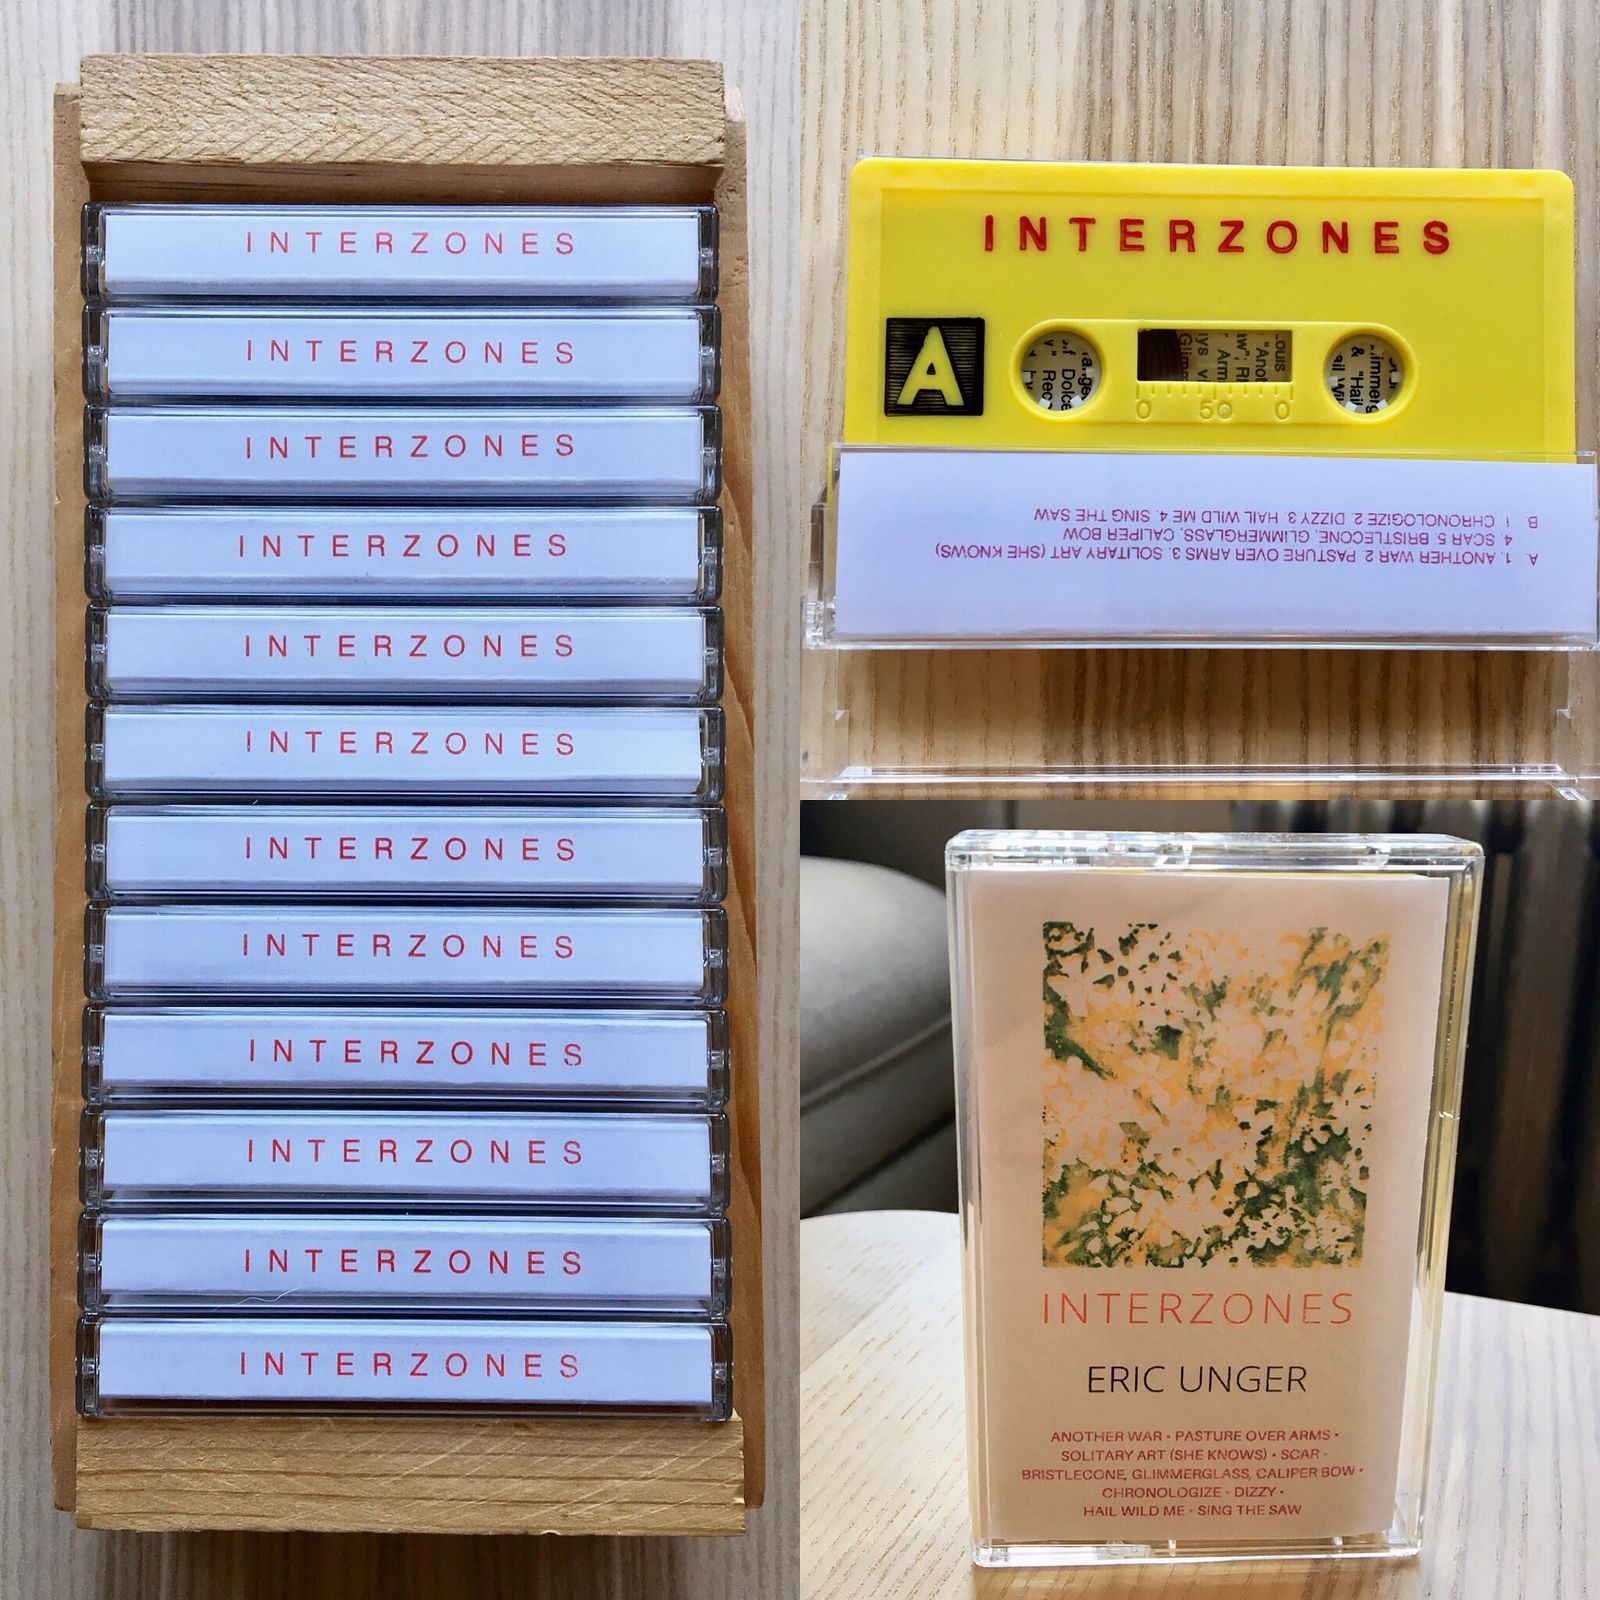 INTERZONES
INTERZONES
INTERZONES
INTERZONES
INTERZONES
INTERZONES
INTERZONES
INTERZONES
INTERZONES
INTERZONES
INTERZONES
INTERZONES
INTERZONES
A
0 50 0
A. 1. ANOTHER WAR 2. PASTURE OVER ARMS 3. SOLITARY ART (SHE KNOWS)
4. SCAR 5. BRISTLECONE, GLIMMERGLASS, CALIPER BOW
B 1. CHRONOLOGIZE 2. DIZZY 3. HAIL WILD ME 4. SING THE SAW
INTERZONES
ERIC UNGER
ANOTHER WAR • PASTURE OVER ARMS •
SOLITARY ART (SHE KNOWS) • SCAR •
BRISTLECONE, GLIMMERGLASS, CALIPER BOW •
CHRONOLOGIZE • DIZZY •
HAIL WILD ME • SING THE SAW